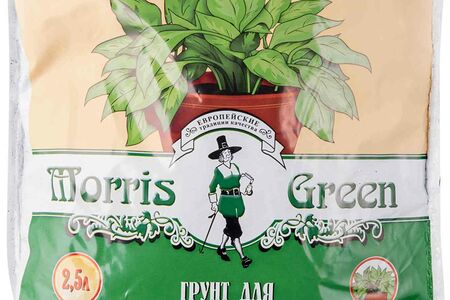 ЕВРОПЕЙСКИЕ
традиции качества
Morris Green
2,5л
ГРУНТ ДЛЯ